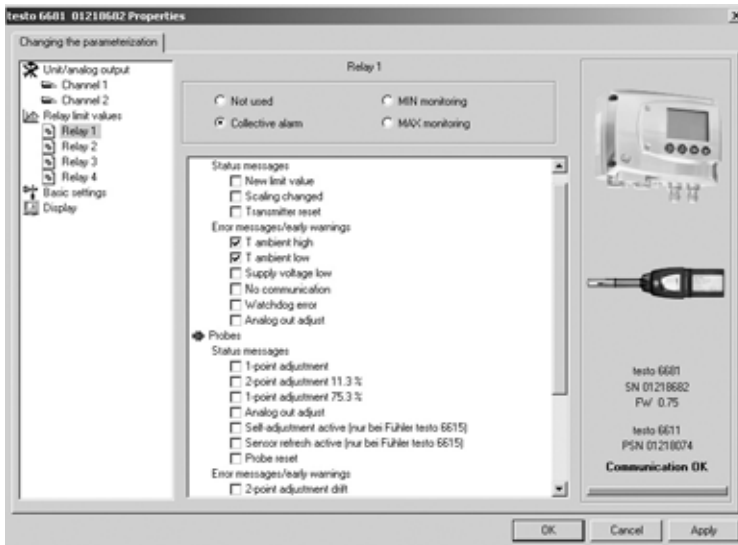 testo 6681 01218682 Properties
Changing the parameterization
Unit/analog output
Channel 1
Channel 2
Relay limit values
Relay 1
Relay 2
Relay 3
Relay 4
Basic settings
Display
Relay 1
Not used
MIN monitoring
Collective alarm
MAX monitoring
Status messages
New limit value
Scaling changed
Transmitter reset
Error messages/early warnings
T ambient high
T ambient low
Supply voltage low
No communication
Watchdog error
Analog out adjust
Probes
Status messages
1-point adjustment
2-point adjustment 11.3 %
1-point adjustment 75.3 %
Analog out adjust
Self-adjustment active (nur bei Fühler testo 6615)
Sensor refresh active (nur bei Fühler testo 6615)
Probe reset
Error messages/early warnings
2-point adjustment drift
testo 6681
SN 01218682
FW 0.75
testo 6611
PSN 01218074
Communication OK
OK
Cancel
Apply